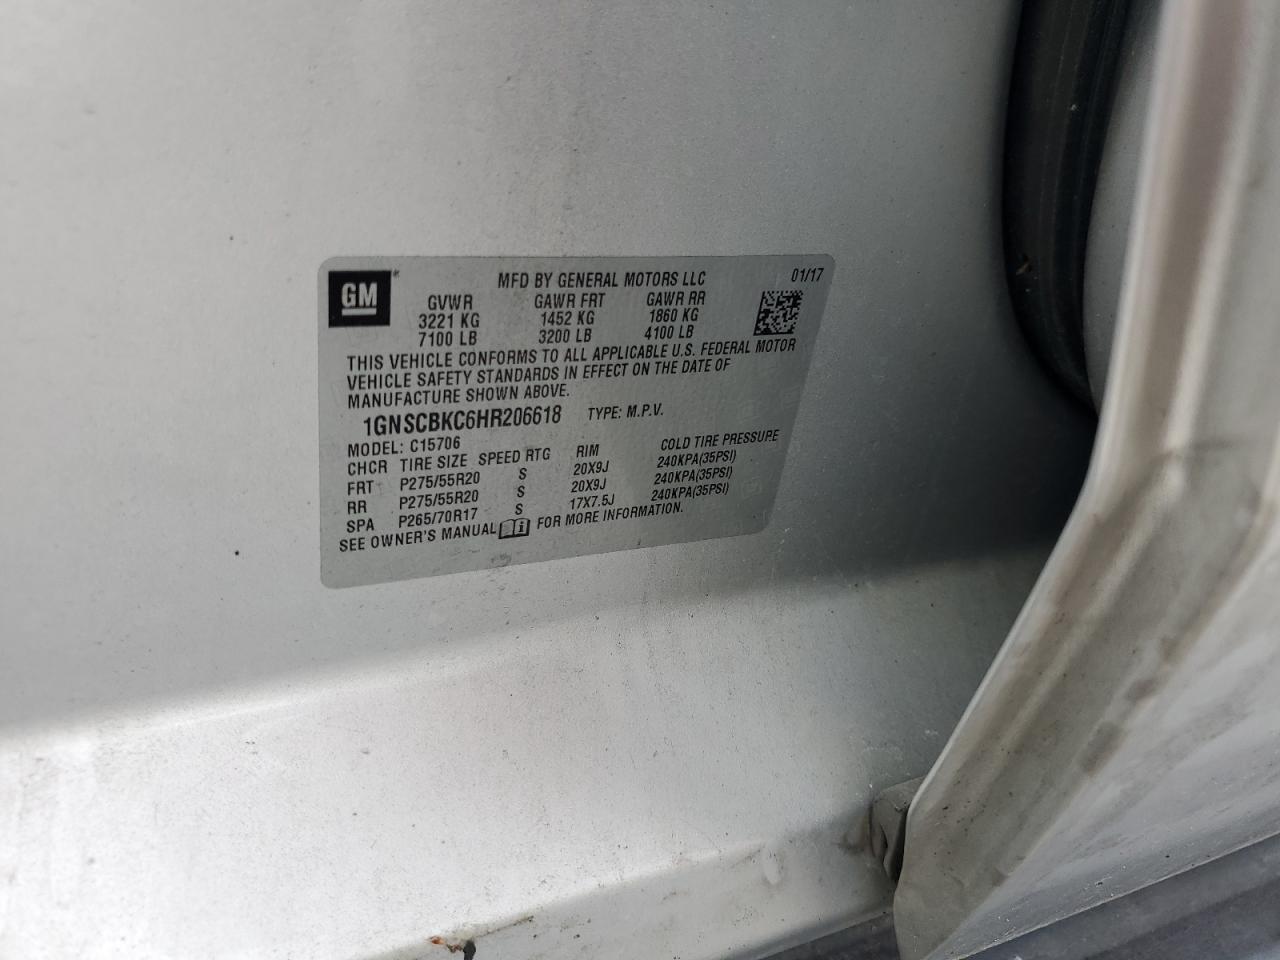 GM
MFD BY GENERAL MOTORS LLC 01/17
GVWR GAWR FRT GAWR RR
3221 KG 1452 KG 1860 KG
7100 LB 3200 LB 4100 LB
THIS VEHICLE CONFORMS TO ALL APPLICABLE U.S. FEDERAL MOTOR
VEHICLE SAFETY STANDARDS IN EFFECT ON THE DATE OF
MANUFACTURE SHOWN ABOVE.
1GNSCBKC6HR206618 TYPE: M.P.V.
MODEL: C15706
CHCR TIRE SIZE SPEED RTG RIM COLD TIRE PRESSURE
FRT P275/55R20 S 20X9J 240KPA(35PSI)
RR P275/55R20 S 20X9J 240KPA(35PSI)
SPA P265/70R17 S 17X7.5J 240KPA(35PSI)
SEE OWNER'S MANUAL FOR MORE INFORMATION.